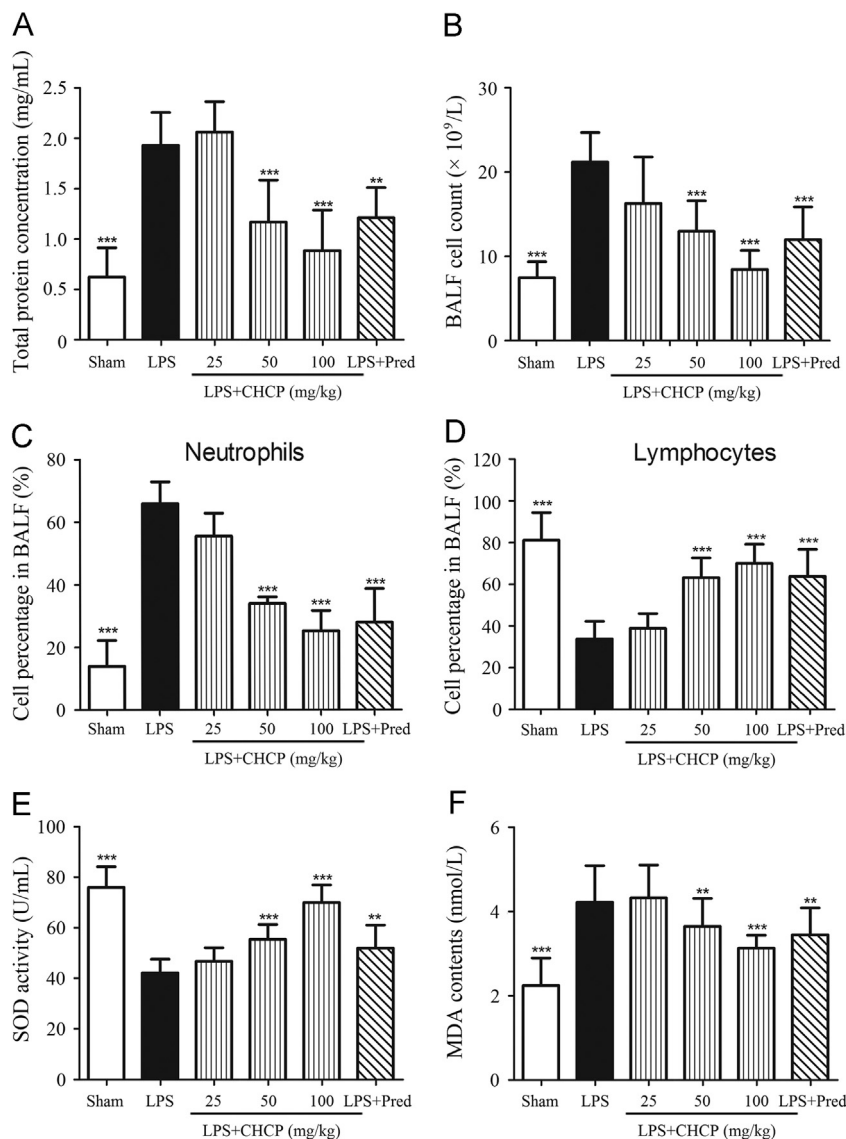 A
Total protein concentration (mg/mL)
2.5
2.0
1.5
1.0
0.5
0
***
***
***
**
Sham LPS 25 50 100 LPS+Pred
LPS+CHCP (mg/kg)
B
BALF cell count (× 10⁹/L)
30
20
10
0
***
***
***
***
Sham LPS 25 50 100 LPS+Pred
LPS+CHCP (mg/kg)
C
Neutrophils
Cell percentage in BALF (%)
80
60
40
20
0
***
***
***
***
Sham LPS 25 50 100 LPS+Pred
LPS+CHCP (mg/kg)
D
Lymphocytes
Cell percentage in BALF (%)
120
100
80
60
40
20
0
***
***
***
***
Sham LPS 25 50 100 LPS+Pred
LPS+CHCP (mg/kg)
E
SOD activity (U/mL)
100
80
60
40
20
0
***
***
***
**
Sham LPS 25 50 100 LPS+Pred
LPS+CHCP (mg/kg)
F
MDA contents (nmol/L)
6
4
2
0
***
**
***
**
Sham LPS 25 50 100 LPS+Pred
LPS+CHCP (mg/kg)